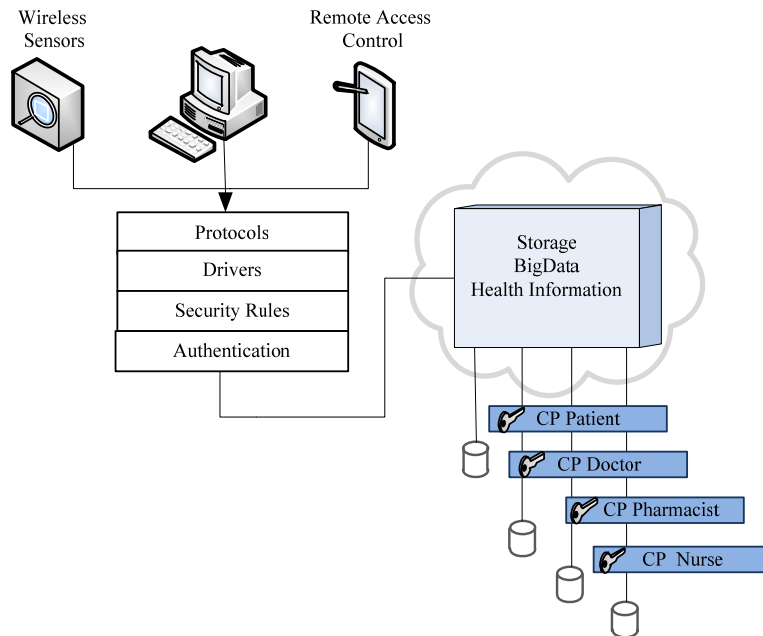 Wireless
Sensors
Remote Access
Control
Protocols
Drivers
Security Rules
Authentication
Storage
BigData
Health Information
CP Patient
CP Doctor
CP Pharmacist
CP Nurse